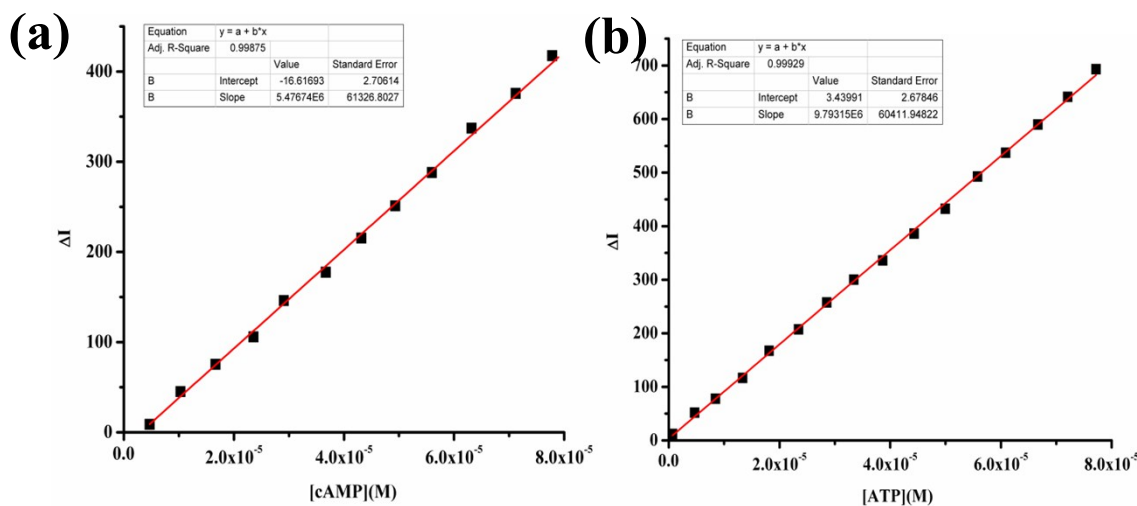 (a)
Equation y = a + b*x
Adj. R-Square 0.99875
Value Standard Error
B Intercept -16.61693 2.70614
B Slope 5.47674E6 61326.8027
400
300
200
100
0
ΔI
0.0 2.0x10⁻⁵ 4.0x10⁻⁵ 6.0x10⁻⁵ 8.0x10⁻⁵
[cAMP](M)
(b)
Equation y = a + b*x
Adj. R-Square 0.99929
Value Standard Error
B Intercept 3.43991 2.67846
B Slope 9.79315E6 60411.94822
700
600
500
400
300
200
100
0
ΔI
0.0 2.0x10⁻⁵ 4.0x10⁻⁵ 6.0x10⁻⁵ 8.0x10⁻⁵
[ATP](M)